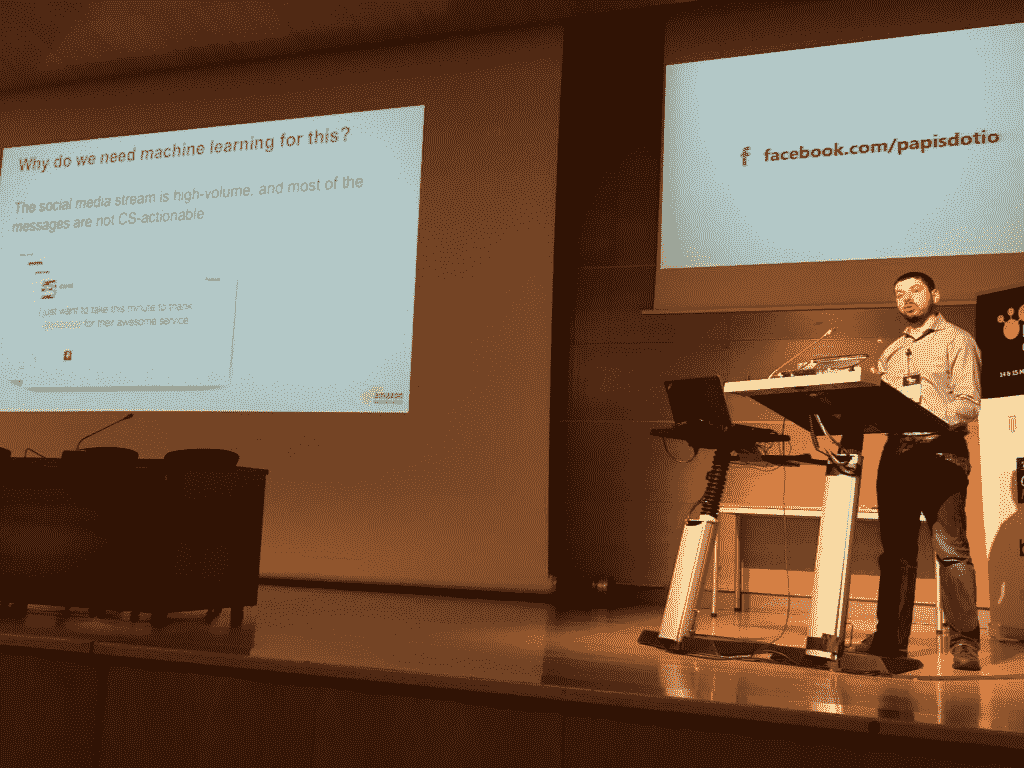 Why do we need machine learning for this?
The social media stream is high-volume, and most of the
messages are not CS-actionable
I just want to take this minute to thank
for their awesome service
amazon
f facebook.com/papisdotio